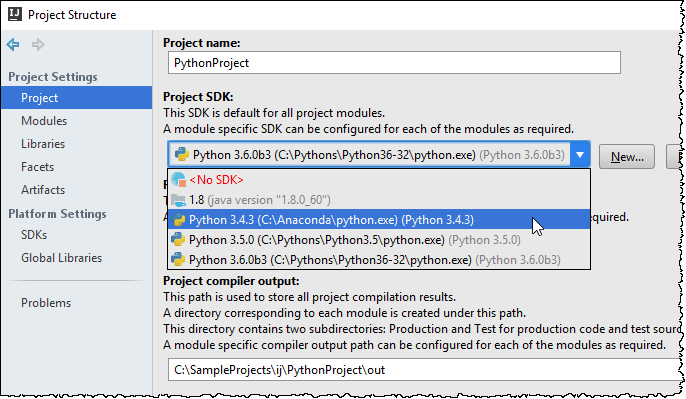 Project Structure
Project Settings
Project
Modules
Libraries
Facets
Artifacts
Platform Settings
SDKs
Global Libraries
Problems
Project name:
PythonProject
Project SDK:
This SDK is default for all project modules.
A module specific SDK can be configured for each of the modules as required.
Python 3.6.0b3 (C:\Pythons\Python36-32\python.exe) (Python 3.6.0b3) New...
<No SDK>
1.8 (java version "1.8.0_60")
Python 3.4.3 (C:\Anaconda\python.exe) (Python 3.4.3)
required.
Python 3.5.0 (C:\Pythons\Python3.5\python.exe) (Python 3.5.0)
Python 3.6.0b3 (C:\Pythons\Python36-32\python.exe) (Python 3.6.0b3)
Project compiler output:
This path is used to store all project compilation results.
A directory corresponding to each module is created under this path.
This directory contains two subdirectories: Production and Test for production code and test sour
A module specific compiler output path can be configured for each of the modules as required.
C:\SampleProjects\ij\PythonProject\out